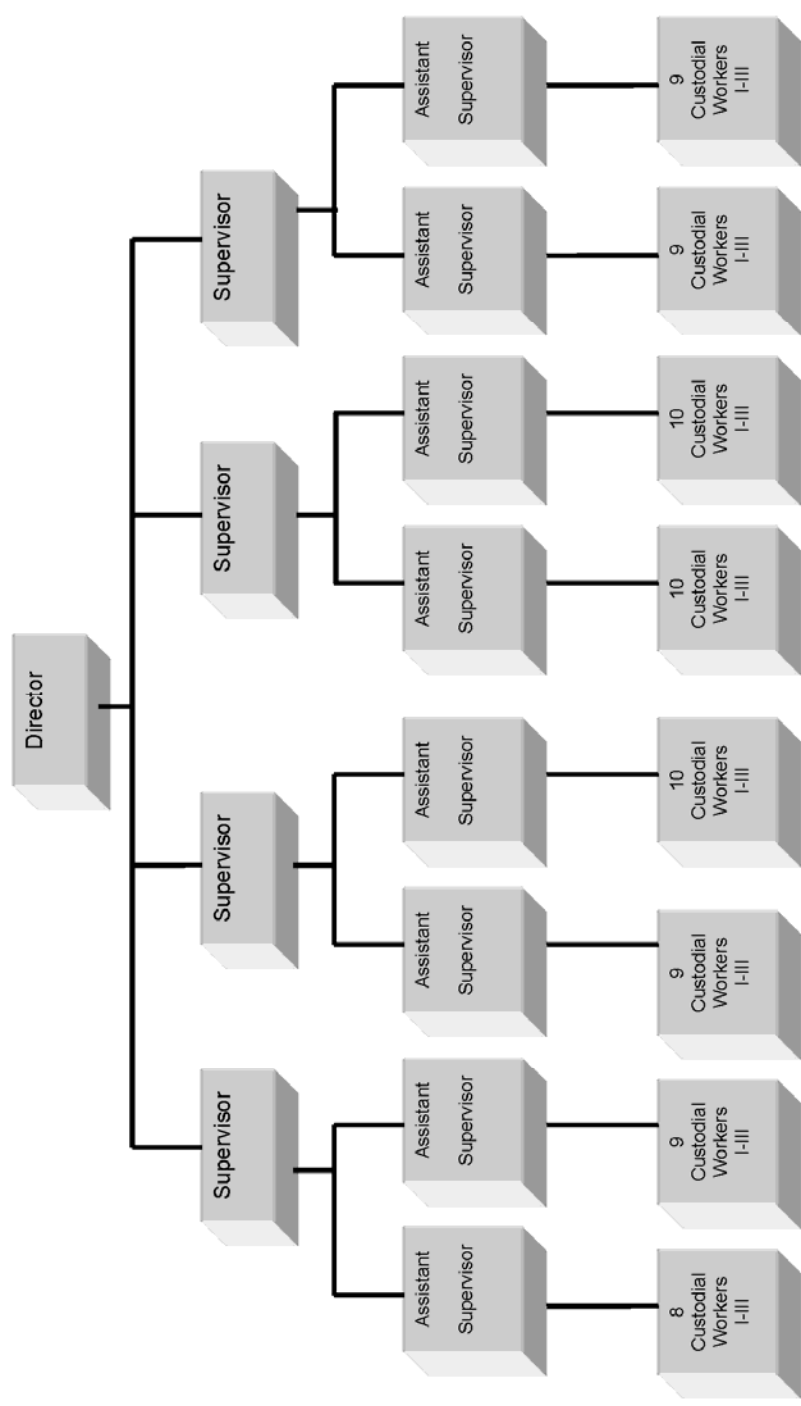 Director
Supervisor
Supervisor
Supervisor
Supervisor
Assistant
Supervisor
Assistant
Supervisor
Assistant
Supervisor
Assistant
Supervisor
Assistant
Supervisor
Assistant
Supervisor
Assistant
Supervisor
Assistant
Supervisor
8
Custodial
Workers
I-III
9
Custodial
Workers
I-III
9
Custodial
Workers
I-III
10
Custodial
Workers
I-III
10
Custodial
Workers
I-III
10
Custodial
Workers
I-III
9
Custodial
Workers
I-III
9
Custodial
Workers
I-III